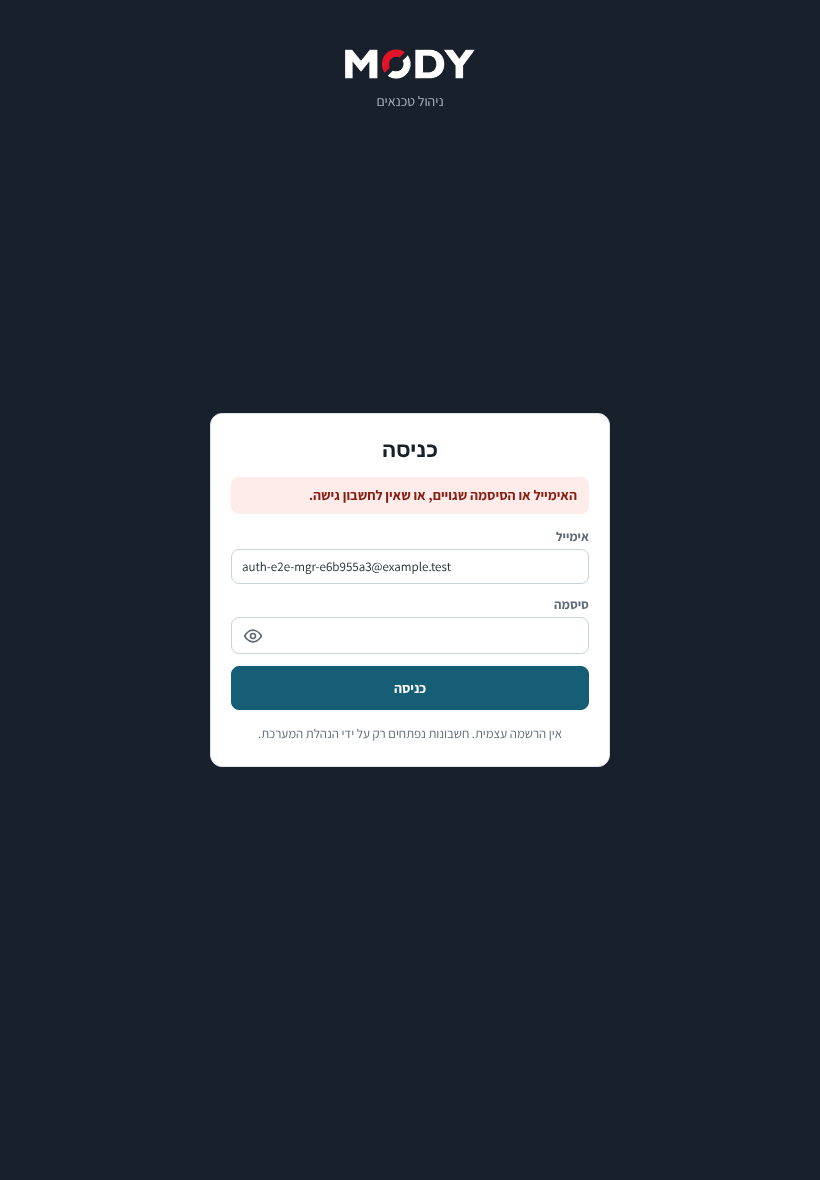 MODY
ניהול טכנאים
כניסה
האימייל או הסיסמה שגויים, או שאין לחשבון גישה.
אימייל
auth-e2e-mgr-e6b955a3@example.test
סיסמה
כניסה
אין הרשמה עצמית. חשבונות נפתחים רק על ידי הנהלת המערכת.